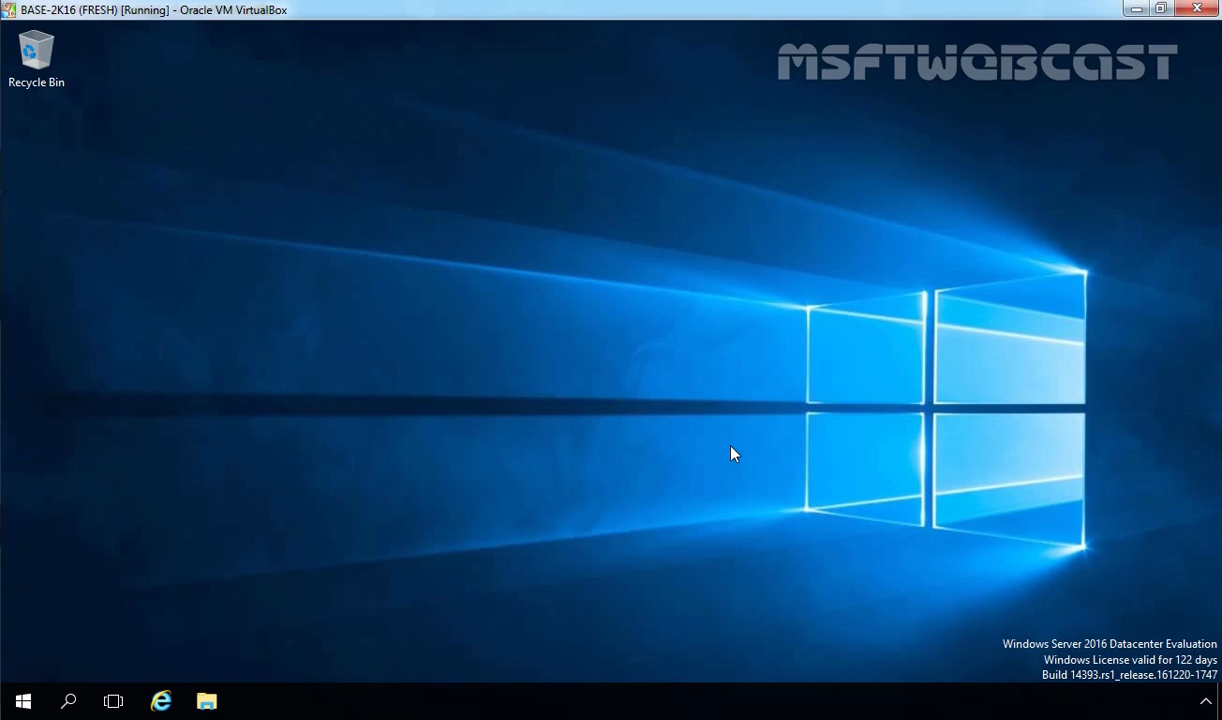 BASE-2K16 (FRESH) [Running] - Oracle VM VirtualBox
MSFTWEBCAST
Recycle Bin
Windows Server 2016 Datacenter Evaluation
Windows License valid for 122 days
Build 14393.rs1_release.161220-1747